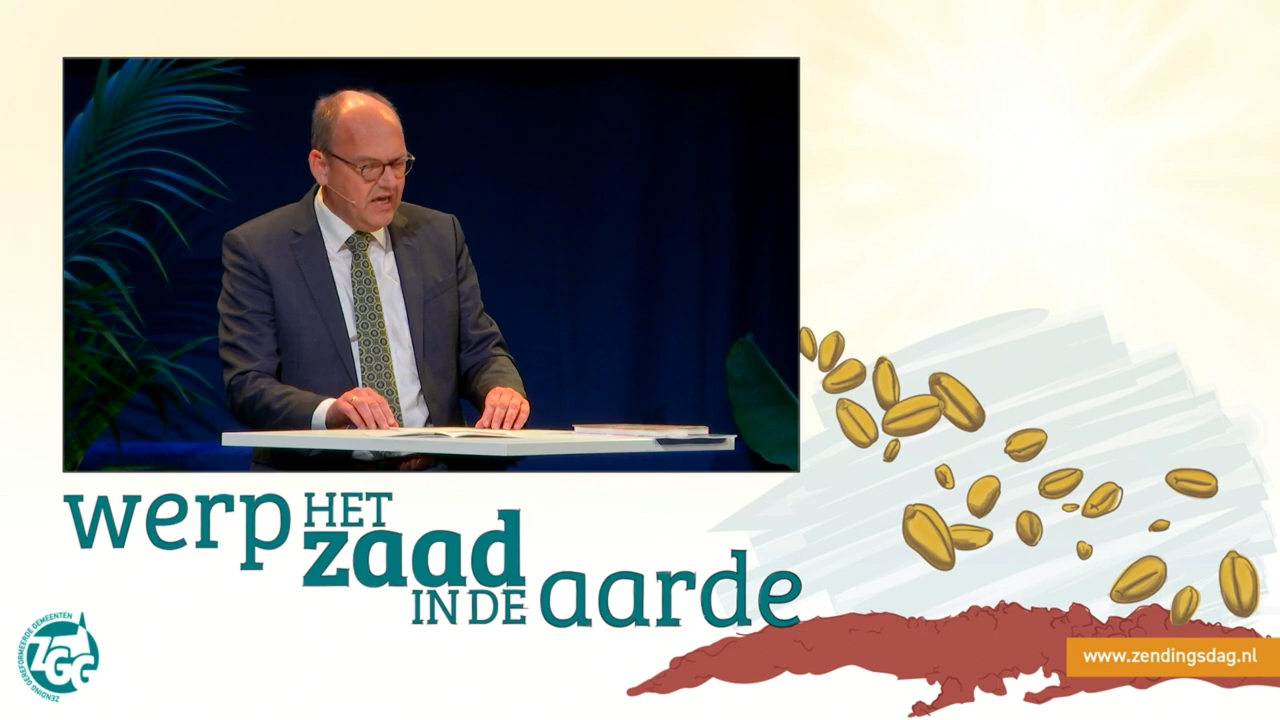 werp HET
zaad
IN DE aarde
ZENDING GEREFORMEERDE GEMEENTEN
ZGG
www.zendingsdag.nl